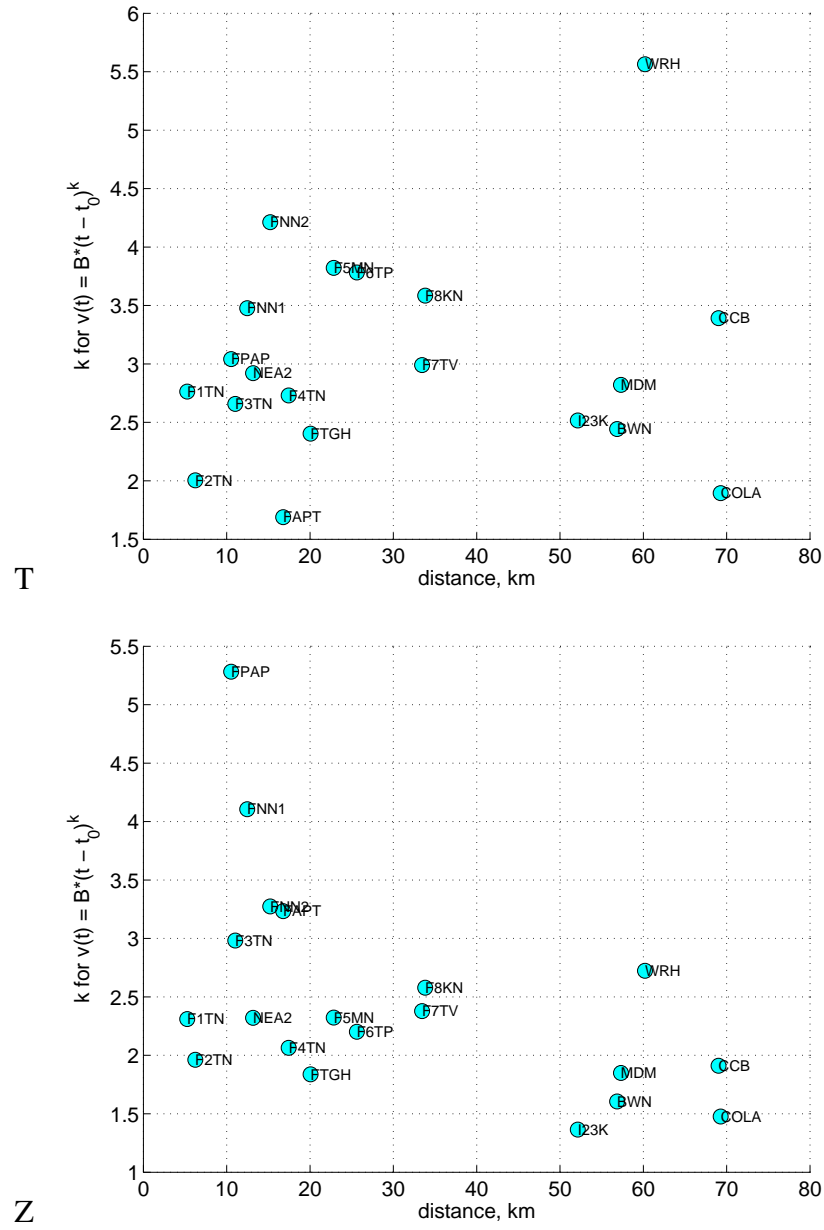 6
5.5
WRH
5
4.5
FNN2
4
F5MN
F6TP
F8KN
3.5
FNN1
CCB
FPAP
3
F7TV
NEA2
F1TN
F4TN
MDM
F3TN
2.5
I23K
FTGH
BWN
2
F2TN
COLA
FAPT
1.5
k for v(t) = B*(t − t0)^k
0 10 20 30 40 50 60 70 80
distance, km
T
5.5
FPAP
5
4.5
FNN1
4
3.5
FNN2
FAPT
3
F3TN
WRH
F8KN
2.5
F7TV
F1TN
NEA2
F5MN
F6TP
2
F4TN
F2TN
CCB
FTGH
MDM
BWN
1.5
COLA
I23K
1
k for v(t) = B*(t − t0)^k
0 10 20 30 40 50 60 70 80
distance, km
Z